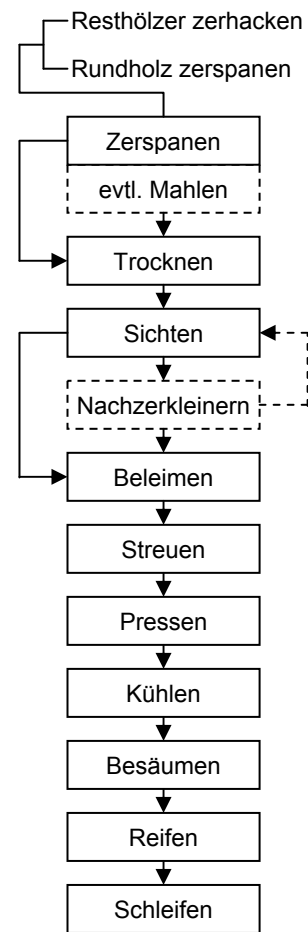 Resthölzer zerhacken
Rundholz zerspanen
Zerspanen
evtl. Mahlen
Trocknen
Sichten
Nachzerkleinern
Beleimen
Streuen
Pressen
Kühlen
Besäumen
Reifen
Schleifen